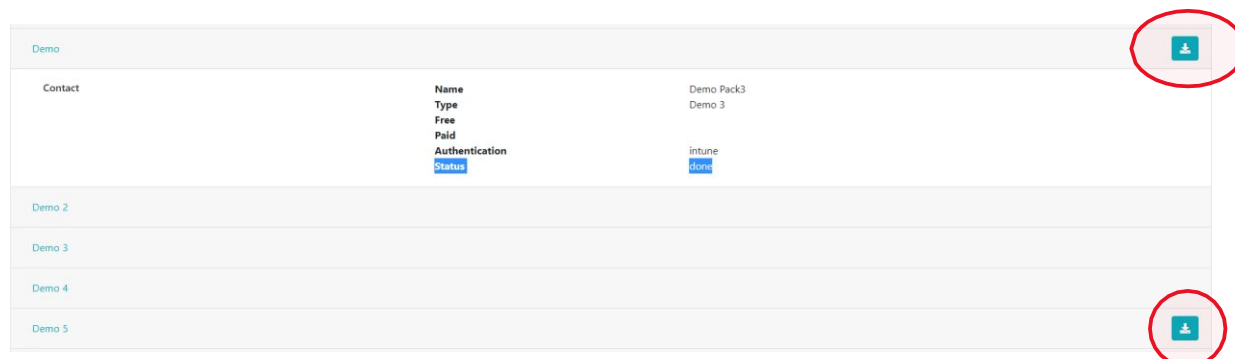 Demo
Contact
Name Demo Pack3
Type Demo 3
Free
Paid
Authentication intune
Status done
Demo 2
Demo 3
Demo 4
Demo 5